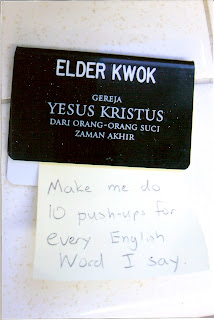 ELDER KWOK
GEREJA
YESUS KRISTUS
DARI ORANG-ORANG SUCI
ZAMAN AKHIR
Make me do
10 push-ups for
every English
Word I say.